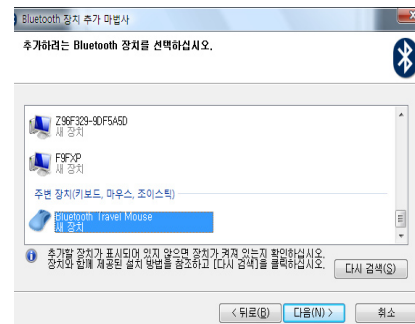 Bluetooth 장치 추가 마법사
추가하려는 Bluetooth 장치를 선택하십시오.
Z96F329-9DF5A5D
새 장치
F9FXP
새 장치
주변 장치(키보드, 마우스, 조이스틱)
Bluetooth Travel Mouse
새 장치
추가할 장치가 표시되어 있지 않으면 장치가 켜져 있는지 확인하십시오.
장치와 함께 제공된 설치 방법을 참조하고 [다시 검색]을 클릭하십시오.
다시 검색(S)
< 뒤로(B)
다음(N) >
취소